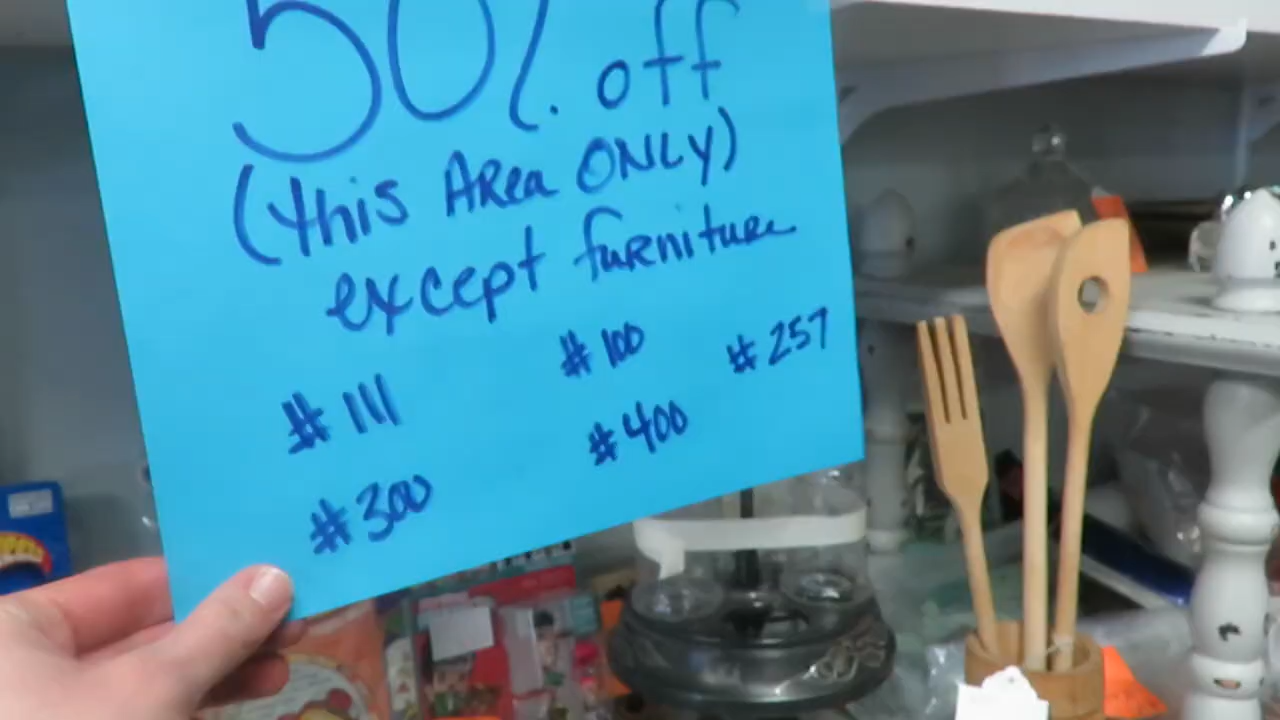 50% off
(this Area ONLY)
except furniture
#100 #257
#111
#400
#300